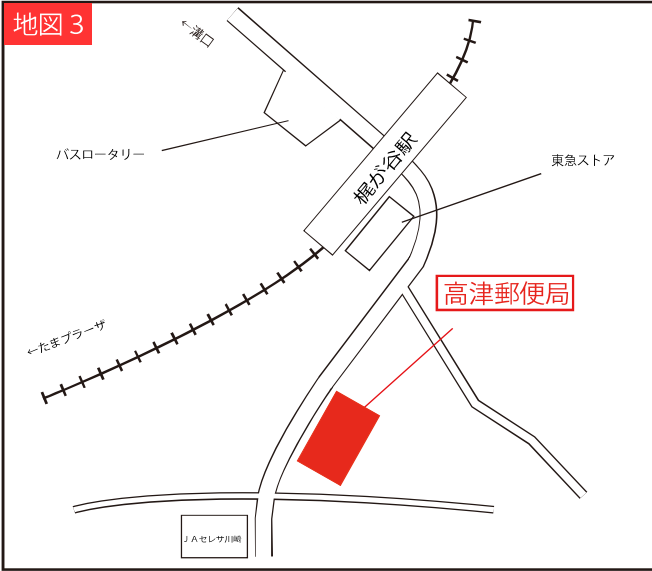 地図3
←溝口
バスロータリー
梶が谷駅
東急ストア
高津郵便局
←たまプラーザ
JAセレサ川崎